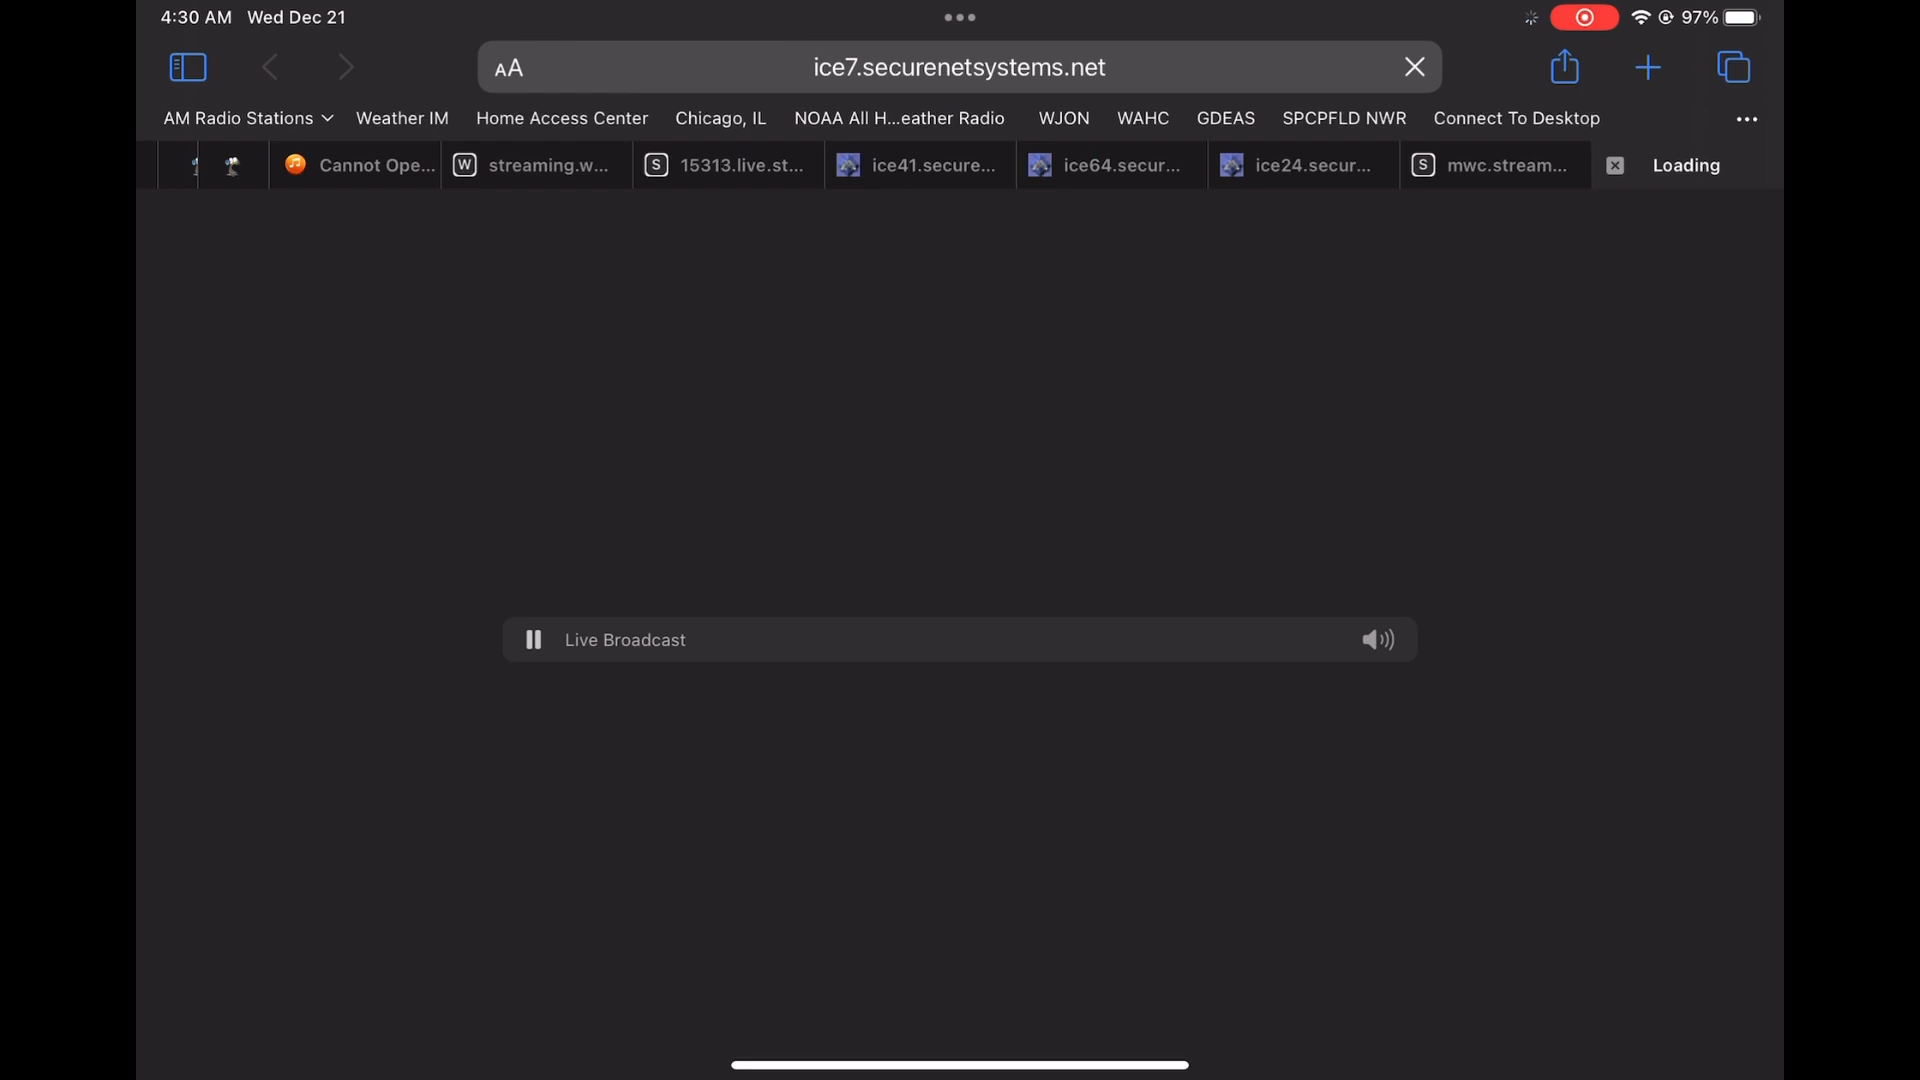 4:30 AM Wed Dec 21
97%
AA ice7.securenetsystems.net
AM Radio Stations Weather IM Home Access Center Chicago, IL NOAA All H...eather Radio WJON WAHC GDEAS SPCPFLD NWR Connect To Desktop
Cannot Ope... W streaming.w... S 15313.live.st... ice41.secure... ice64.secur... ice24.secur... S mwc.stream... Loading
Live Broadcast